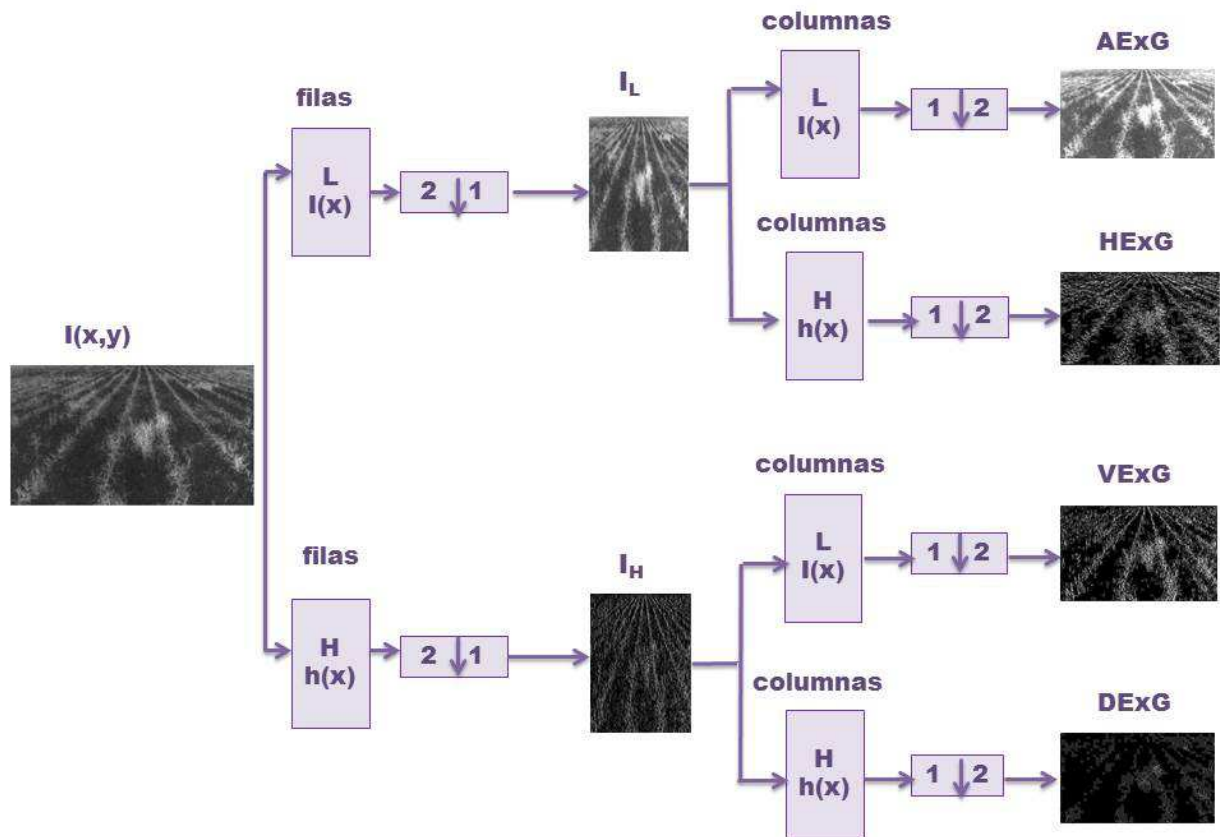 I(x,y)
filas
L
l(x)
2 1
I_L
columnas
L
l(x)
1 2
AExG
columnas
H
h(x)
1 2
HExG
filas
H
h(x)
2 1
I_H
columnas
L
l(x)
1 2
VExG
columnas
H
h(x)
1 2
DExG